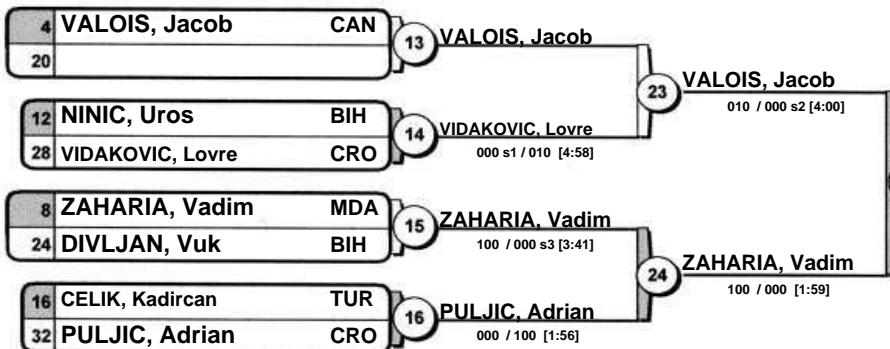 4 VALOIS, Jacob CAN
20
13 VALOIS, Jacob
12 NINIC, Uros BIH
28 VIDAKOVIC, Lovre CRO
14 VIDAKOVIC, Lovre
000 s1 / 010 [4:58]
23 VALOIS, Jacob
010 / 000 s2 [4:00]
8 ZAHARIA, Vadim MDA
24 DIVLJAN, Vuk BIH
15 ZAHARIA, Vadim
100 / 000 s3 [3:41]
16 CELIK, Kadircan TUR
32 PULJIC, Adrian CRO
16 PULJIC, Adrian
000 / 100 [1:56]
24 ZAHARIA, Vadim
100 / 000 [1:59]